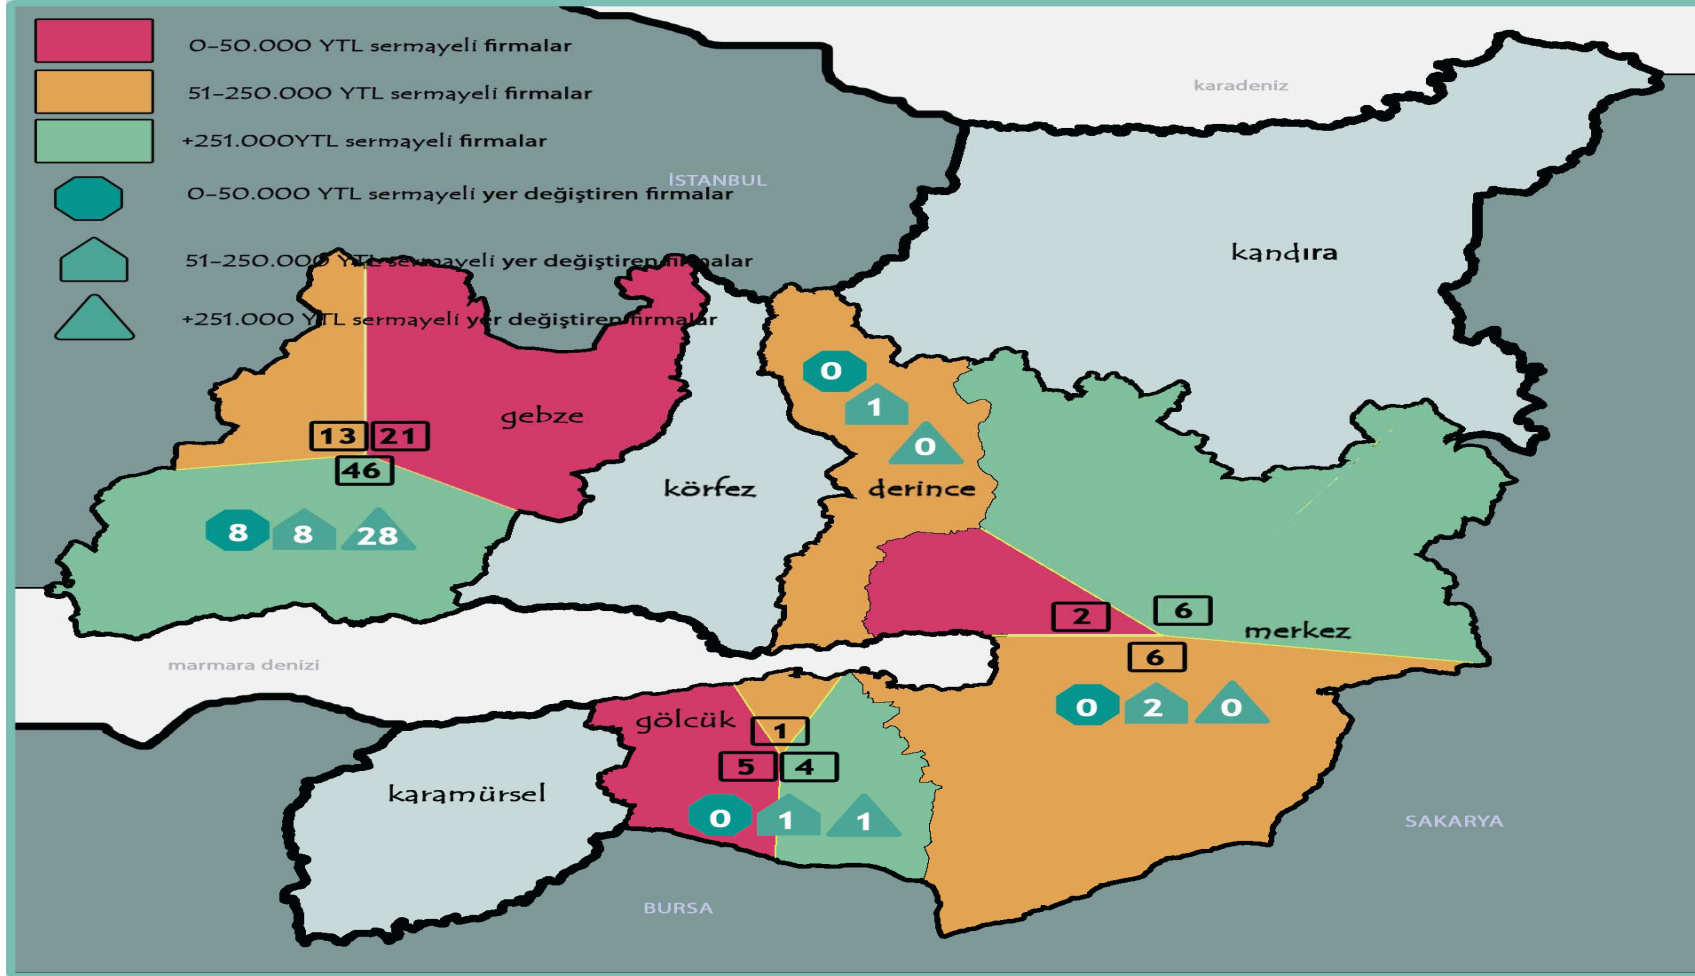 0-50.000 YTL sermayeli firmalar
51-250.000 YTL sermayeli firmalar
+251.000YTL sermayeli firmalar
0-50.000 YTL sermayeli yer değiştiren firmalar
51-250.000 YTL sermayeli yer değiştiren firmalar
+251.000 YTL sermayeli yer değiştiren firmalar
karadeniz
İSTANBUL
kandıra
gebze
13 21
46
8 8 28
körfez
derince
0
1
0
2 6
merkez
6
0 2 0
marmara denizi
gölcük
1
5 4
0 1 1
karamürsel
SAKARYA
BURSA